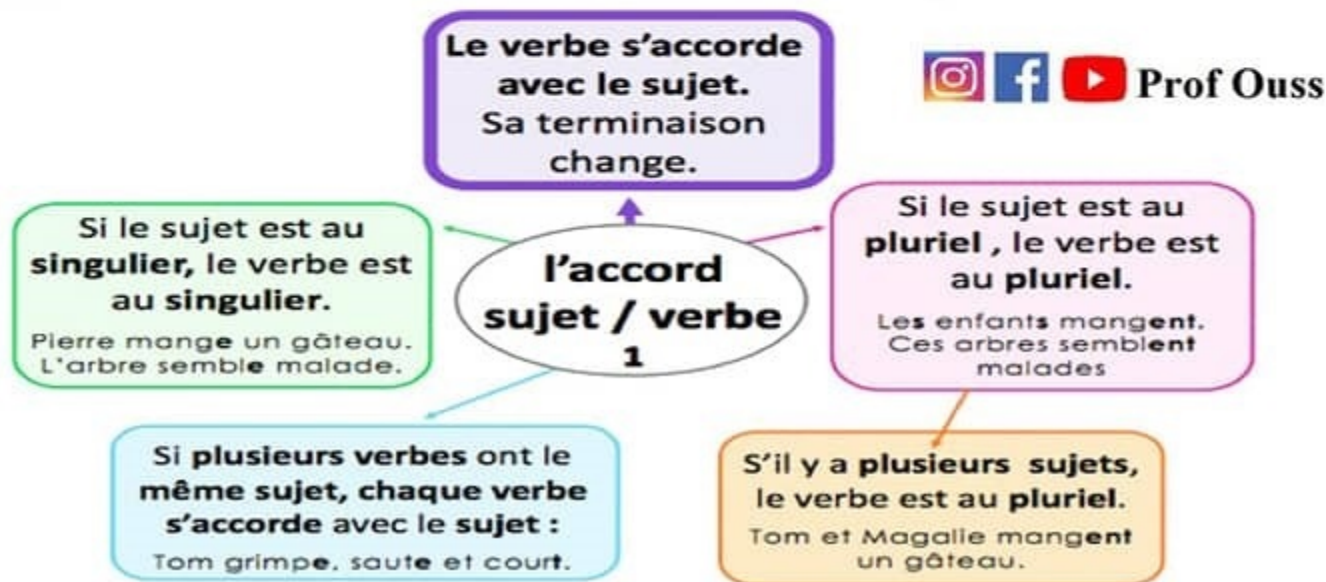 Le verbe s'accorde
avec le sujet.
Sa terminaison
change.
Prof Ouss
Si le sujet est au
singulier, le verbe est
au singulier.
Pierre mange un gâteau.
L'arbre semble malade.
l'accord
sujet / verbe
1
Si le sujet est au
pluriel , le verbe est
au pluriel.
Les enfants mangent.
Ces arbres semblent
malades
Si plusieurs verbes ont le
même sujet, chaque verbe
s'accorde avec le sujet :
Tom grimpe, saute et court.
S'il y a plusieurs sujets,
le verbe est au pluriel.
Tom et Magalie mangent
un gâteau.